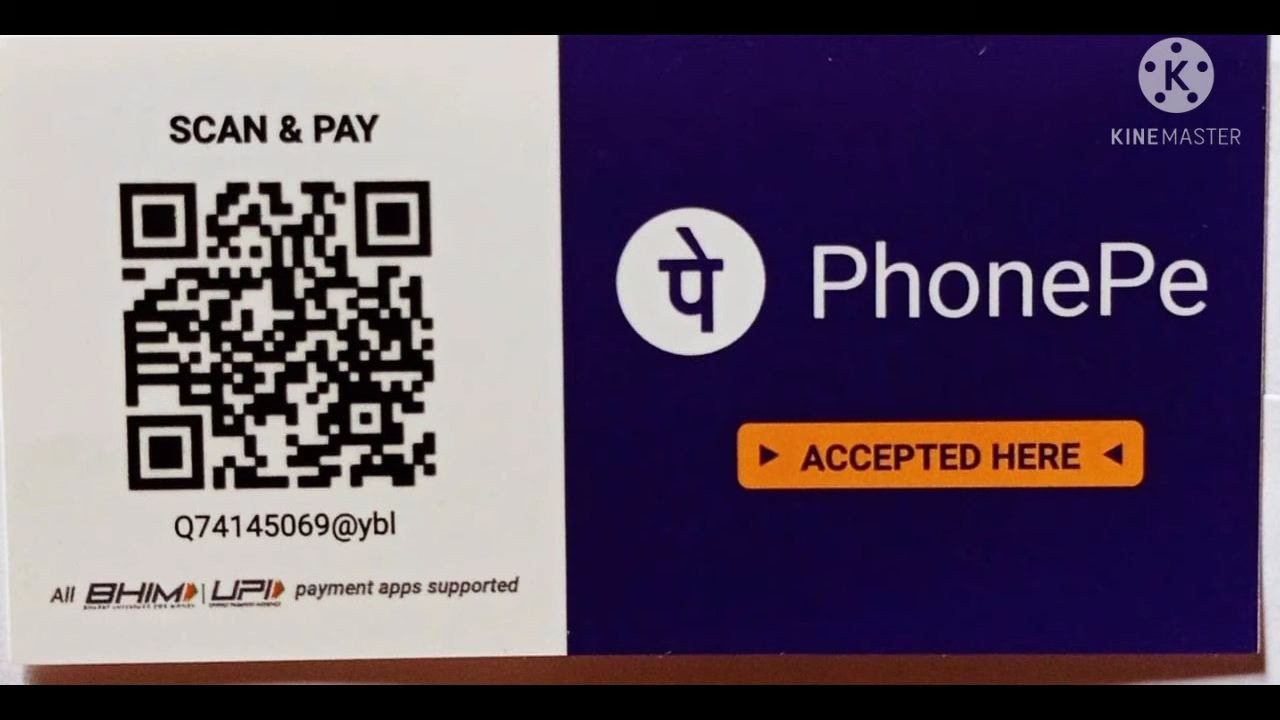 SCAN & PAY
Q74145069@ybl
All BHIM | UPI payment apps supported
पे PhonePe
ACCEPTED HERE
K
KINEMASTER